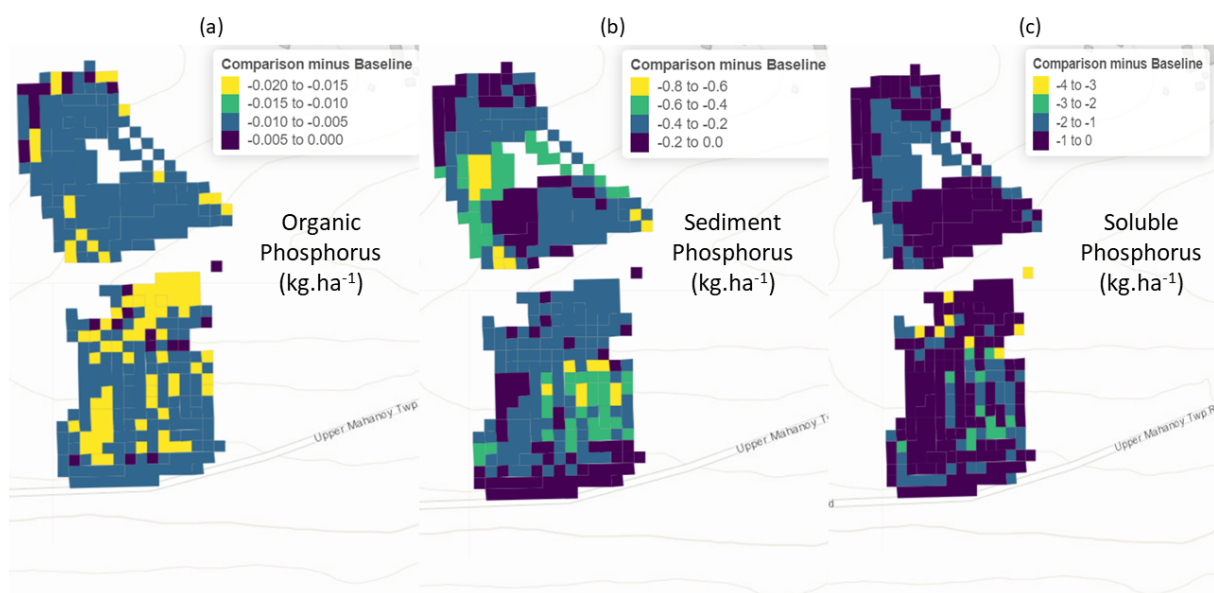 (a)
Comparison minus Baseline
-0.020 to -0.015
-0.015 to -0.010
-0.010 to -0.005
-0.005 to 0.000
Organic
Phosphorus
(kg.ha-1)
Upper Mahanoy Twp
(b)
Comparison minus Baseline
-0.8 to -0.6
-0.6 to -0.4
-0.4 to -0.2
-0.2 to 0.0
Sediment
Phosphorus
(kg.ha-1)
Upper Mahanoy T
(c)
Comparison minus Baseline
-4 to -3
-3 to -2
-2 to -1
-1 to 0
Soluble
Phosphorus
(kg.ha-1)
Upper Mahanoy Twp R
d